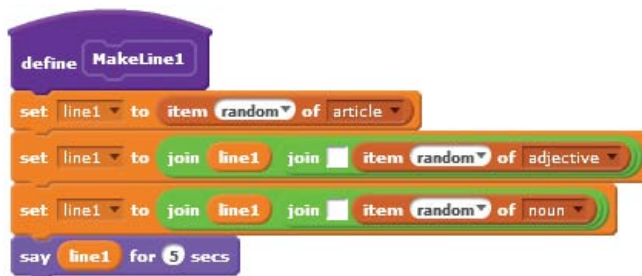 define MakeLine1
set line1 to item random of article
set line1 to join line1 join item random of adjective
set line1 to join line1 join item random of noun
say line1 for 5 secs